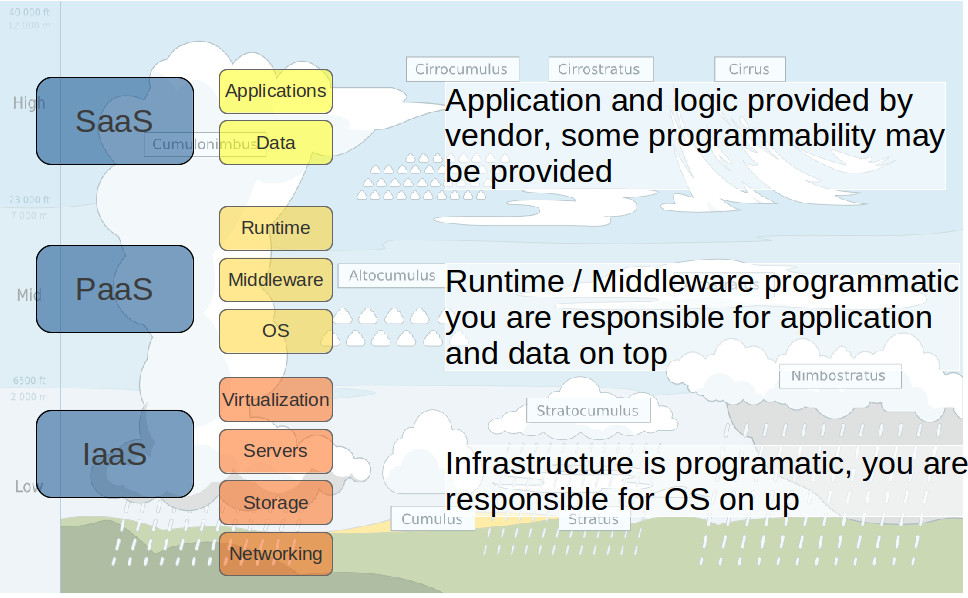 40 000 ft
12 000 m
Cirrocumulus
Cirrostratus
Cirrus
High
SaaS
Cumulonimbus
Applications
Data
Application and logic provided by
vendor, some programmability may
be provided
23 000 ft
7 000 m
Mid
PaaS
Runtime
Middleware
OS
Altocumulus
Runtime / Middleware programmatic
you are responsible for application
and data on top
6500 ft
2 000 m
Nimbostratus
Stratocumulus
Low
IaaS
Virtualization
Servers
Storage
Networking
Infrastructure is programatic, you are
responsible for OS on up
Cumulus
Stratus